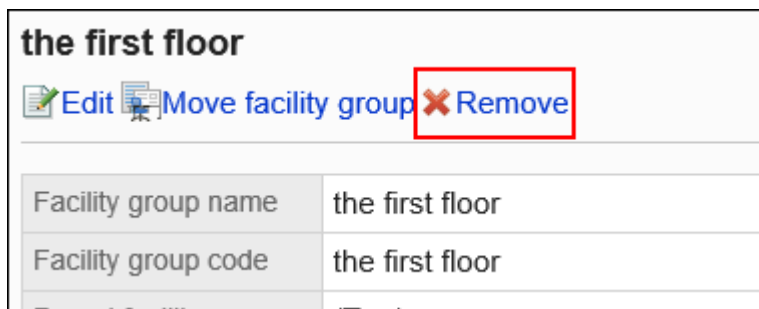 the first floor
Edit Move facility group Remove
Facility group name the first floor
Facility group code the first floor